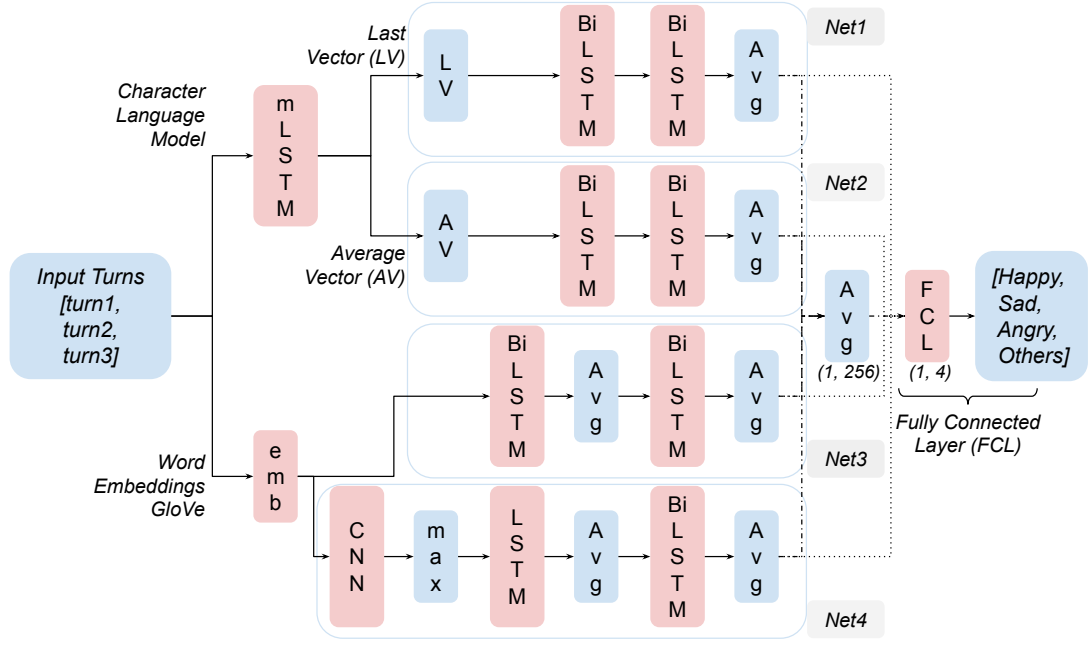 Last
Vector (LV)
L
V
Bi
L
S
T
M
Bi
L
S
T
M
A
v
g
Net1
Character
Language
Model
m
L
S
T
M
Average
Vector (AV)
A
V
Bi
L
S
T
M
Bi
L
S
T
M
A
v
g
Net2
Input Turns
[turn1,
turn2,
turn3]
A
v
g
(1, 256)
F
C
L
(1, 4)
[Happy,
Sad,
Angry,
Others]
Fully Connected
Layer (FCL)
Bi
L
S
T
M
A
v
g
Bi
L
S
T
M
A
v
g
Net3
Word
Embeddings
GloVe
e
m
b
C
N
N
m
a
x
L
S
T
M
A
v
g
Bi
L
S
T
M
A
v
g
Net4